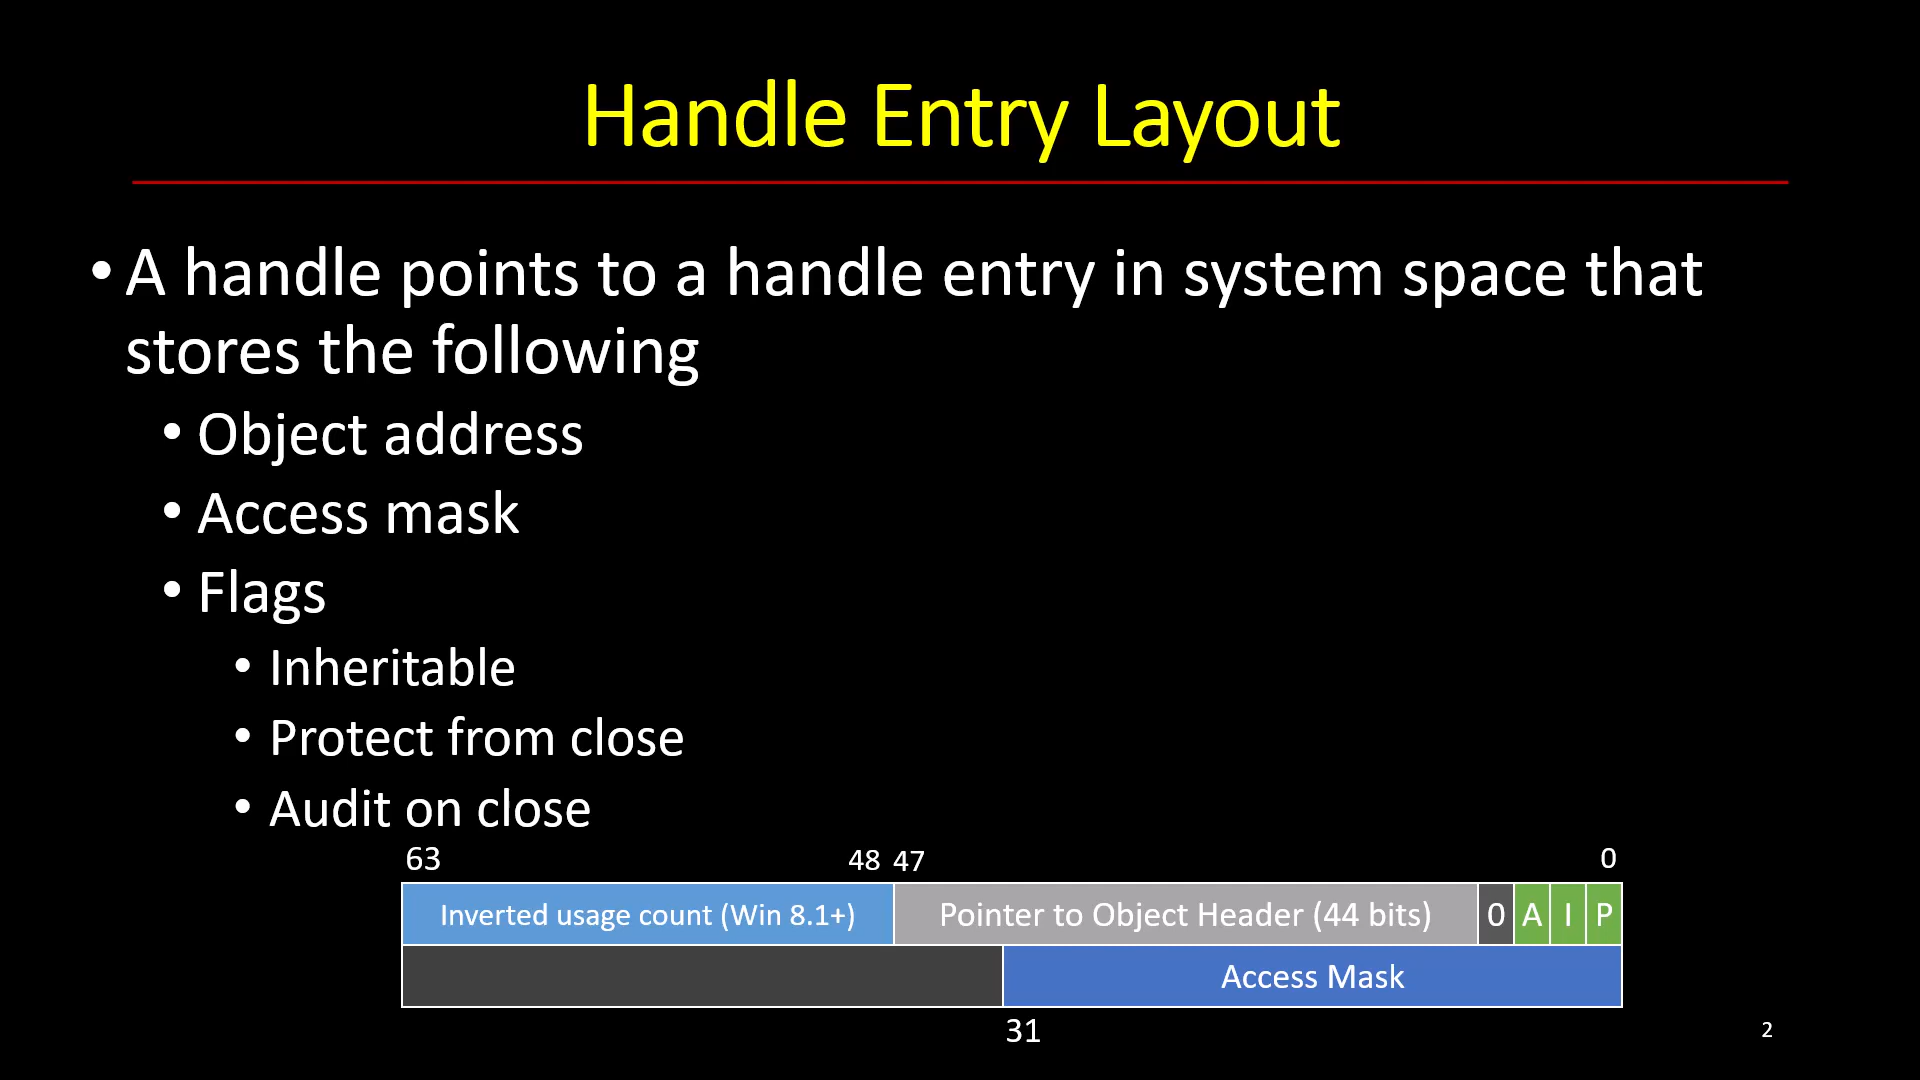 Handle Entry Layout
• A handle points to a handle entry in system space that
stores the following
• Object address
• Access mask
• Flags
• Inheritable
• Protect from close
• Audit on close
63 48 47 0
Inverted usage count (Win 8.1+) Pointer to Object Header (44 bits) 0 A I P
Access Mask
31
2